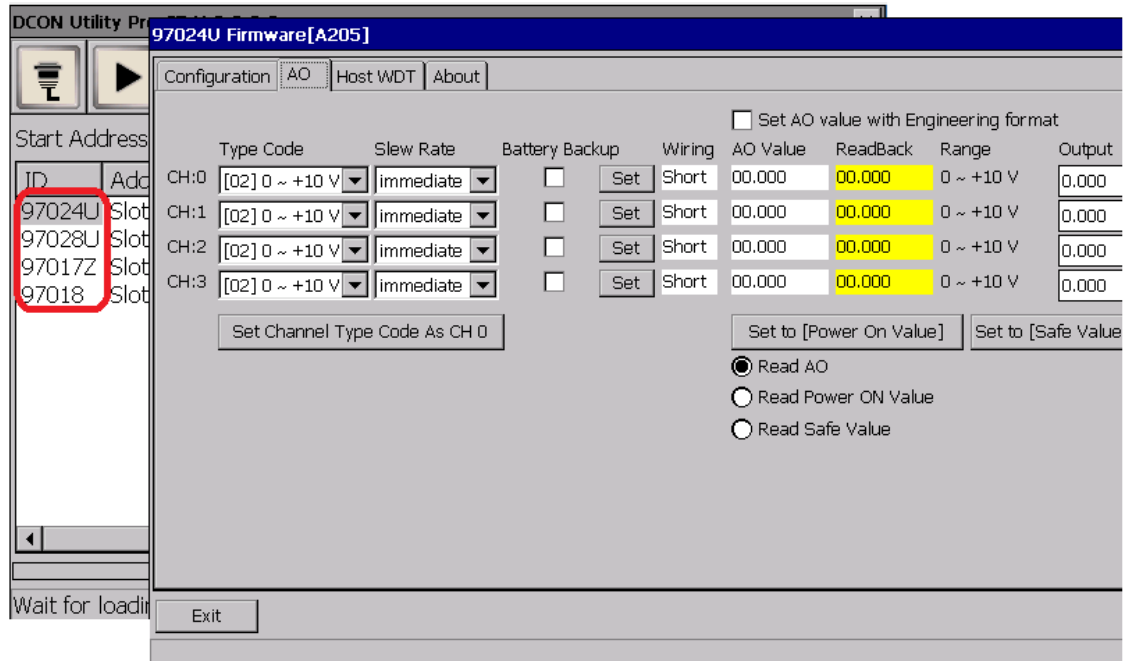 DCON Utility Pro
97024U Firmware[A205]
Configuration AO Host WDT About
Start Address
Set AO value with Engineering format
Type Code Slew Rate Battery Backup Wiring AO Value ReadBack Range Output
ID Add
CH:0 [02] 0 ~ +10 V immediate Set Short 00.000 00.000 0 ~ +10 V 0.000
97024U Slot
CH:1 [02] 0 ~ +10 V immediate Set Short 00.000 00.000 0 ~ +10 V 0.000
97028U Slot
CH:2 [02] 0 ~ +10 V immediate Set Short 00.000 00.000 0 ~ +10 V 0.000
97017Z Slot
CH:3 [02] 0 ~ +10 V immediate Set Short 00.000 00.000 0 ~ +10 V 0.000
97018 Slot
Set Channel Type Code As CH 0 Set to [Power On Value] Set to [Safe Value
Read AO
Read Power ON Value
Read Safe Value
Wait for loadin
Exit